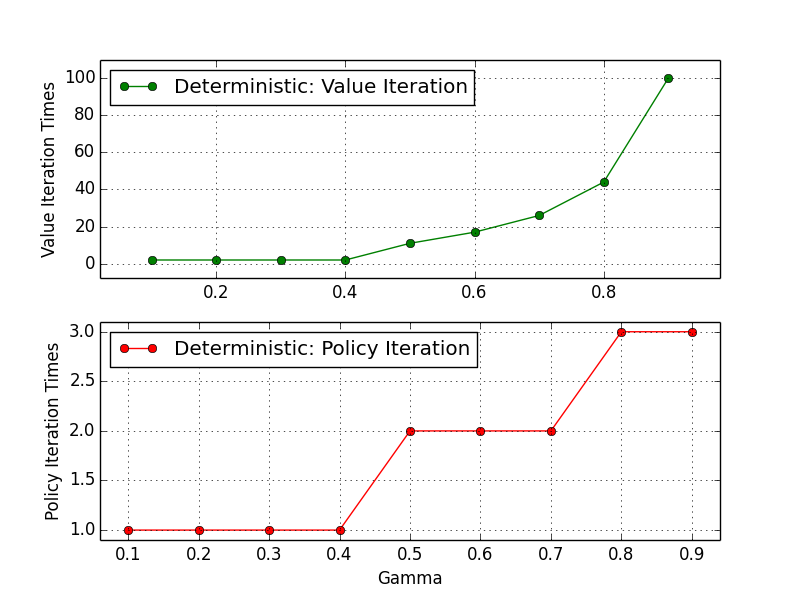 Deterministic: Value Iteration
Value Iteration Times
100
80
60
40
20
0
0.2 0.4 0.6 0.8
Deterministic: Policy Iteration
Policy Iteration Times
3.0
2.5
2.0
1.5
1.0
0.1 0.2 0.3 0.4 0.5 0.6 0.7 0.8 0.9
Gamma